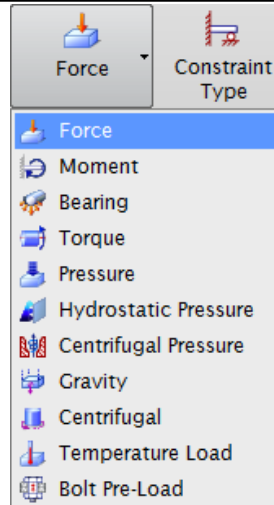 Force
Constraint
Type
Force
Moment
Bearing
Torque
Pressure
Hydrostatic Pressure
Centrifugal Pressure
Gravity
Centrifugal
Temperature Load
Bolt Pre-Load